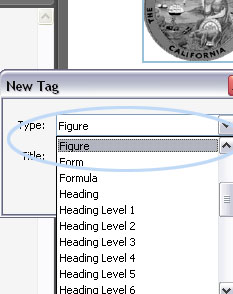 THE
CALIFORNIA
New Tag
Type: Figure
Title:
Figure
Form
Formula
Heading
Heading Level 1
Heading Level 2
Heading Level 3
Heading Level 4
Heading Level 5
Heading Level 6